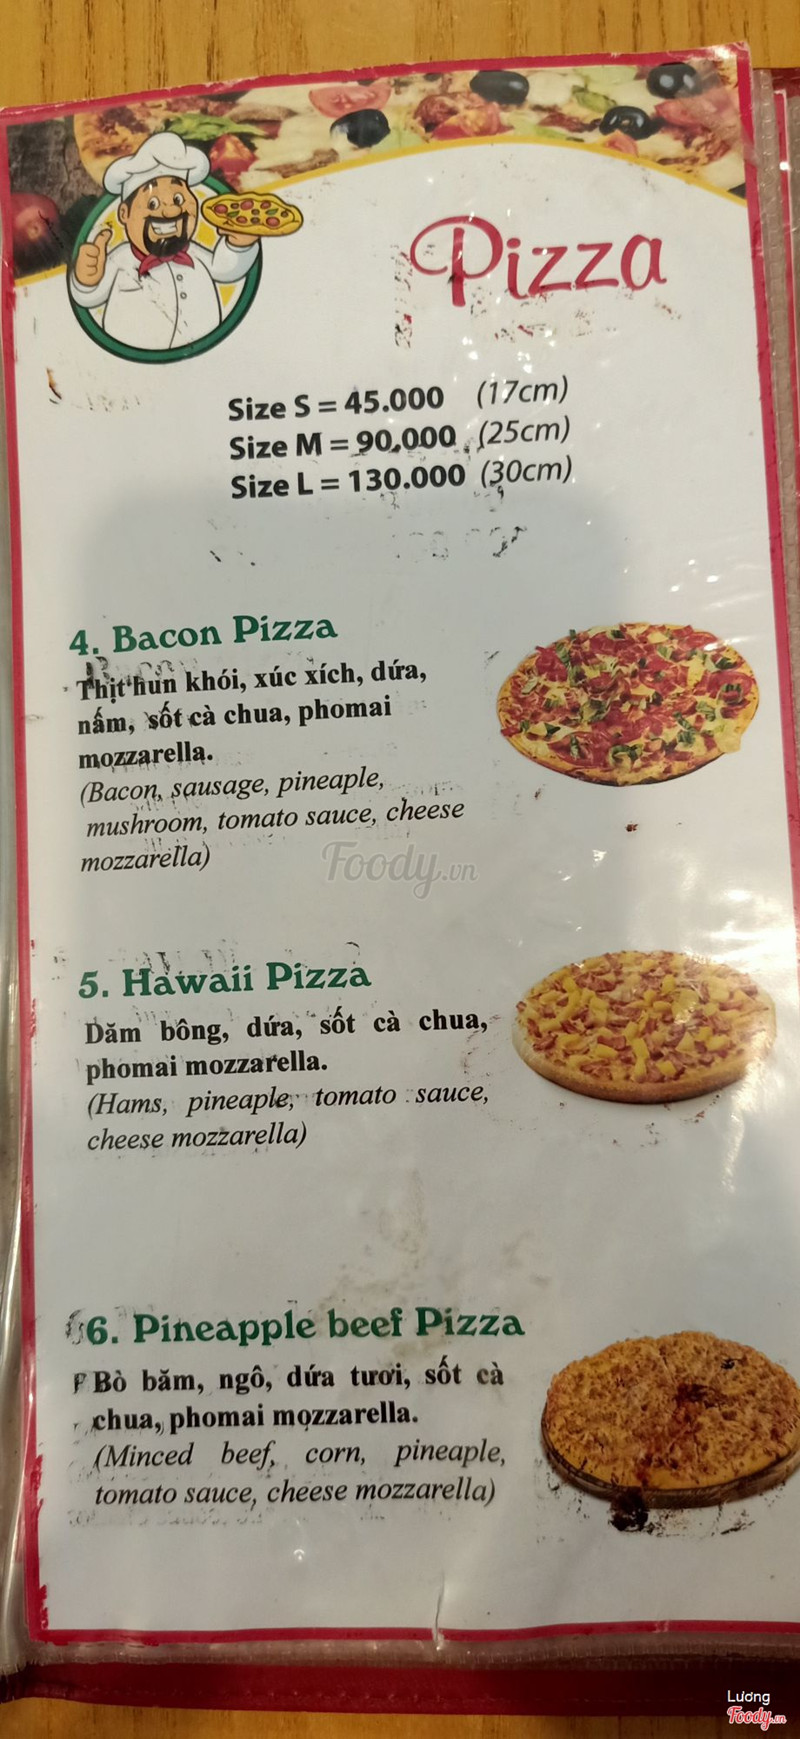 Pizza
Size S = 45.000 (17cm)
Size M = 90.000 (25cm)
Size L = 130.000 (30cm)
4. Bacon Pizza
Thịt hun khói, xúc xích, dứa,
nấm, sốt cà chua, phomai
mozzarella.
(Bacon, sausage, pineaple,
mushroom, tomato sauce, cheese
mozzarella)
Foody.vn
5. Hawaii Pizza
Dăm bông, dứa, sốt cà chua,
phomai mozzarella.
(Hams, pineaple, tomato sauce,
cheese mozzarella)
6. Pineapple beef Pizza
Bò băm, ngô, dứa tươi, sốt cà
chua, phomai mozzarella.
(Minced beef, corn, pineaple,
tomato sauce, cheese mozzarella)
Lương
Foody.vn